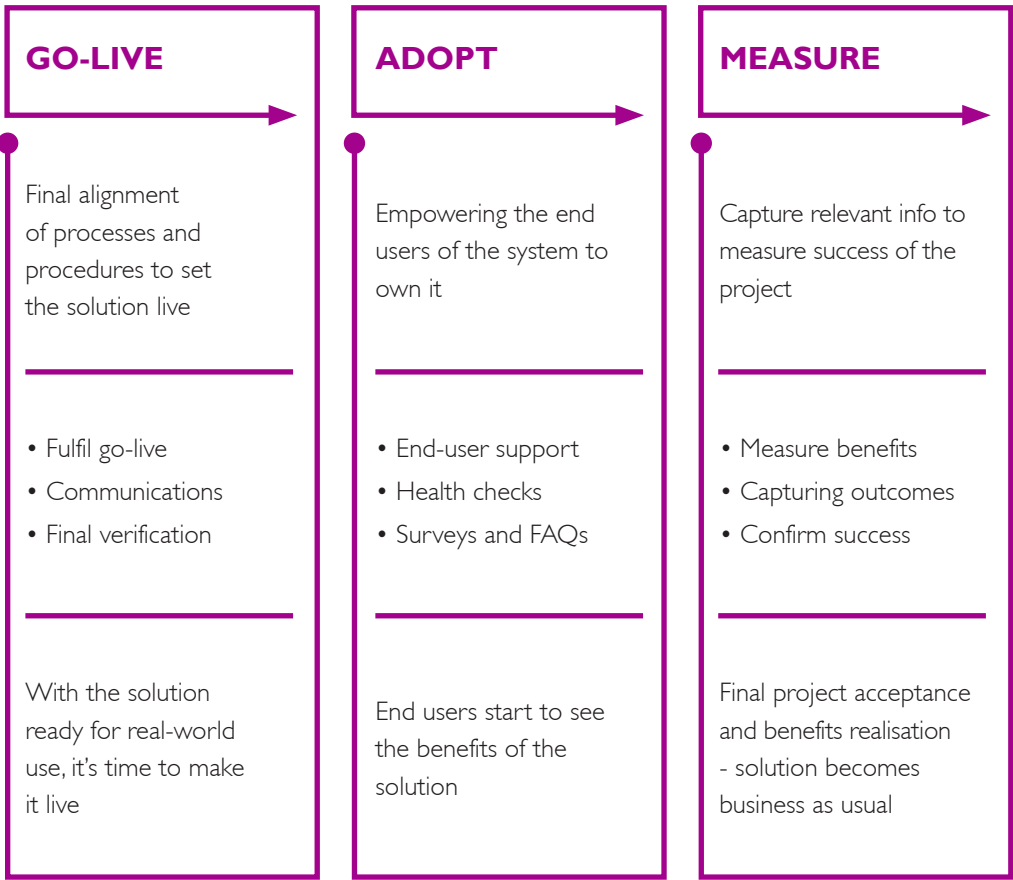 GO-LIVE
Final alignment
of processes and
procedures to set
the solution live
• Fulfil go-live
• Communications
• Final verification
With the solution
ready for real-world
use, it's time to make
it live
ADOPT
Empowering the end
users of the system to
own it
• End-user support
• Health checks
• Surveys and FAQs
End users start to see
the benefits of the
solution
MEASURE
Capture relevant info to
measure success of the
project
• Measure benefits
• Capturing outcomes
• Confirm success
Final project acceptance
and benefits realisation
- solution becomes
business as usual